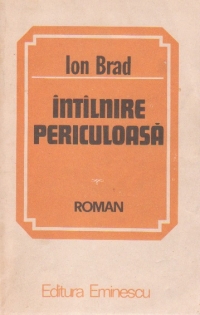 Ion Brad
ÎNTÎLNIRE
PERICULOASĂ
ROMAN
Editura Eminescu